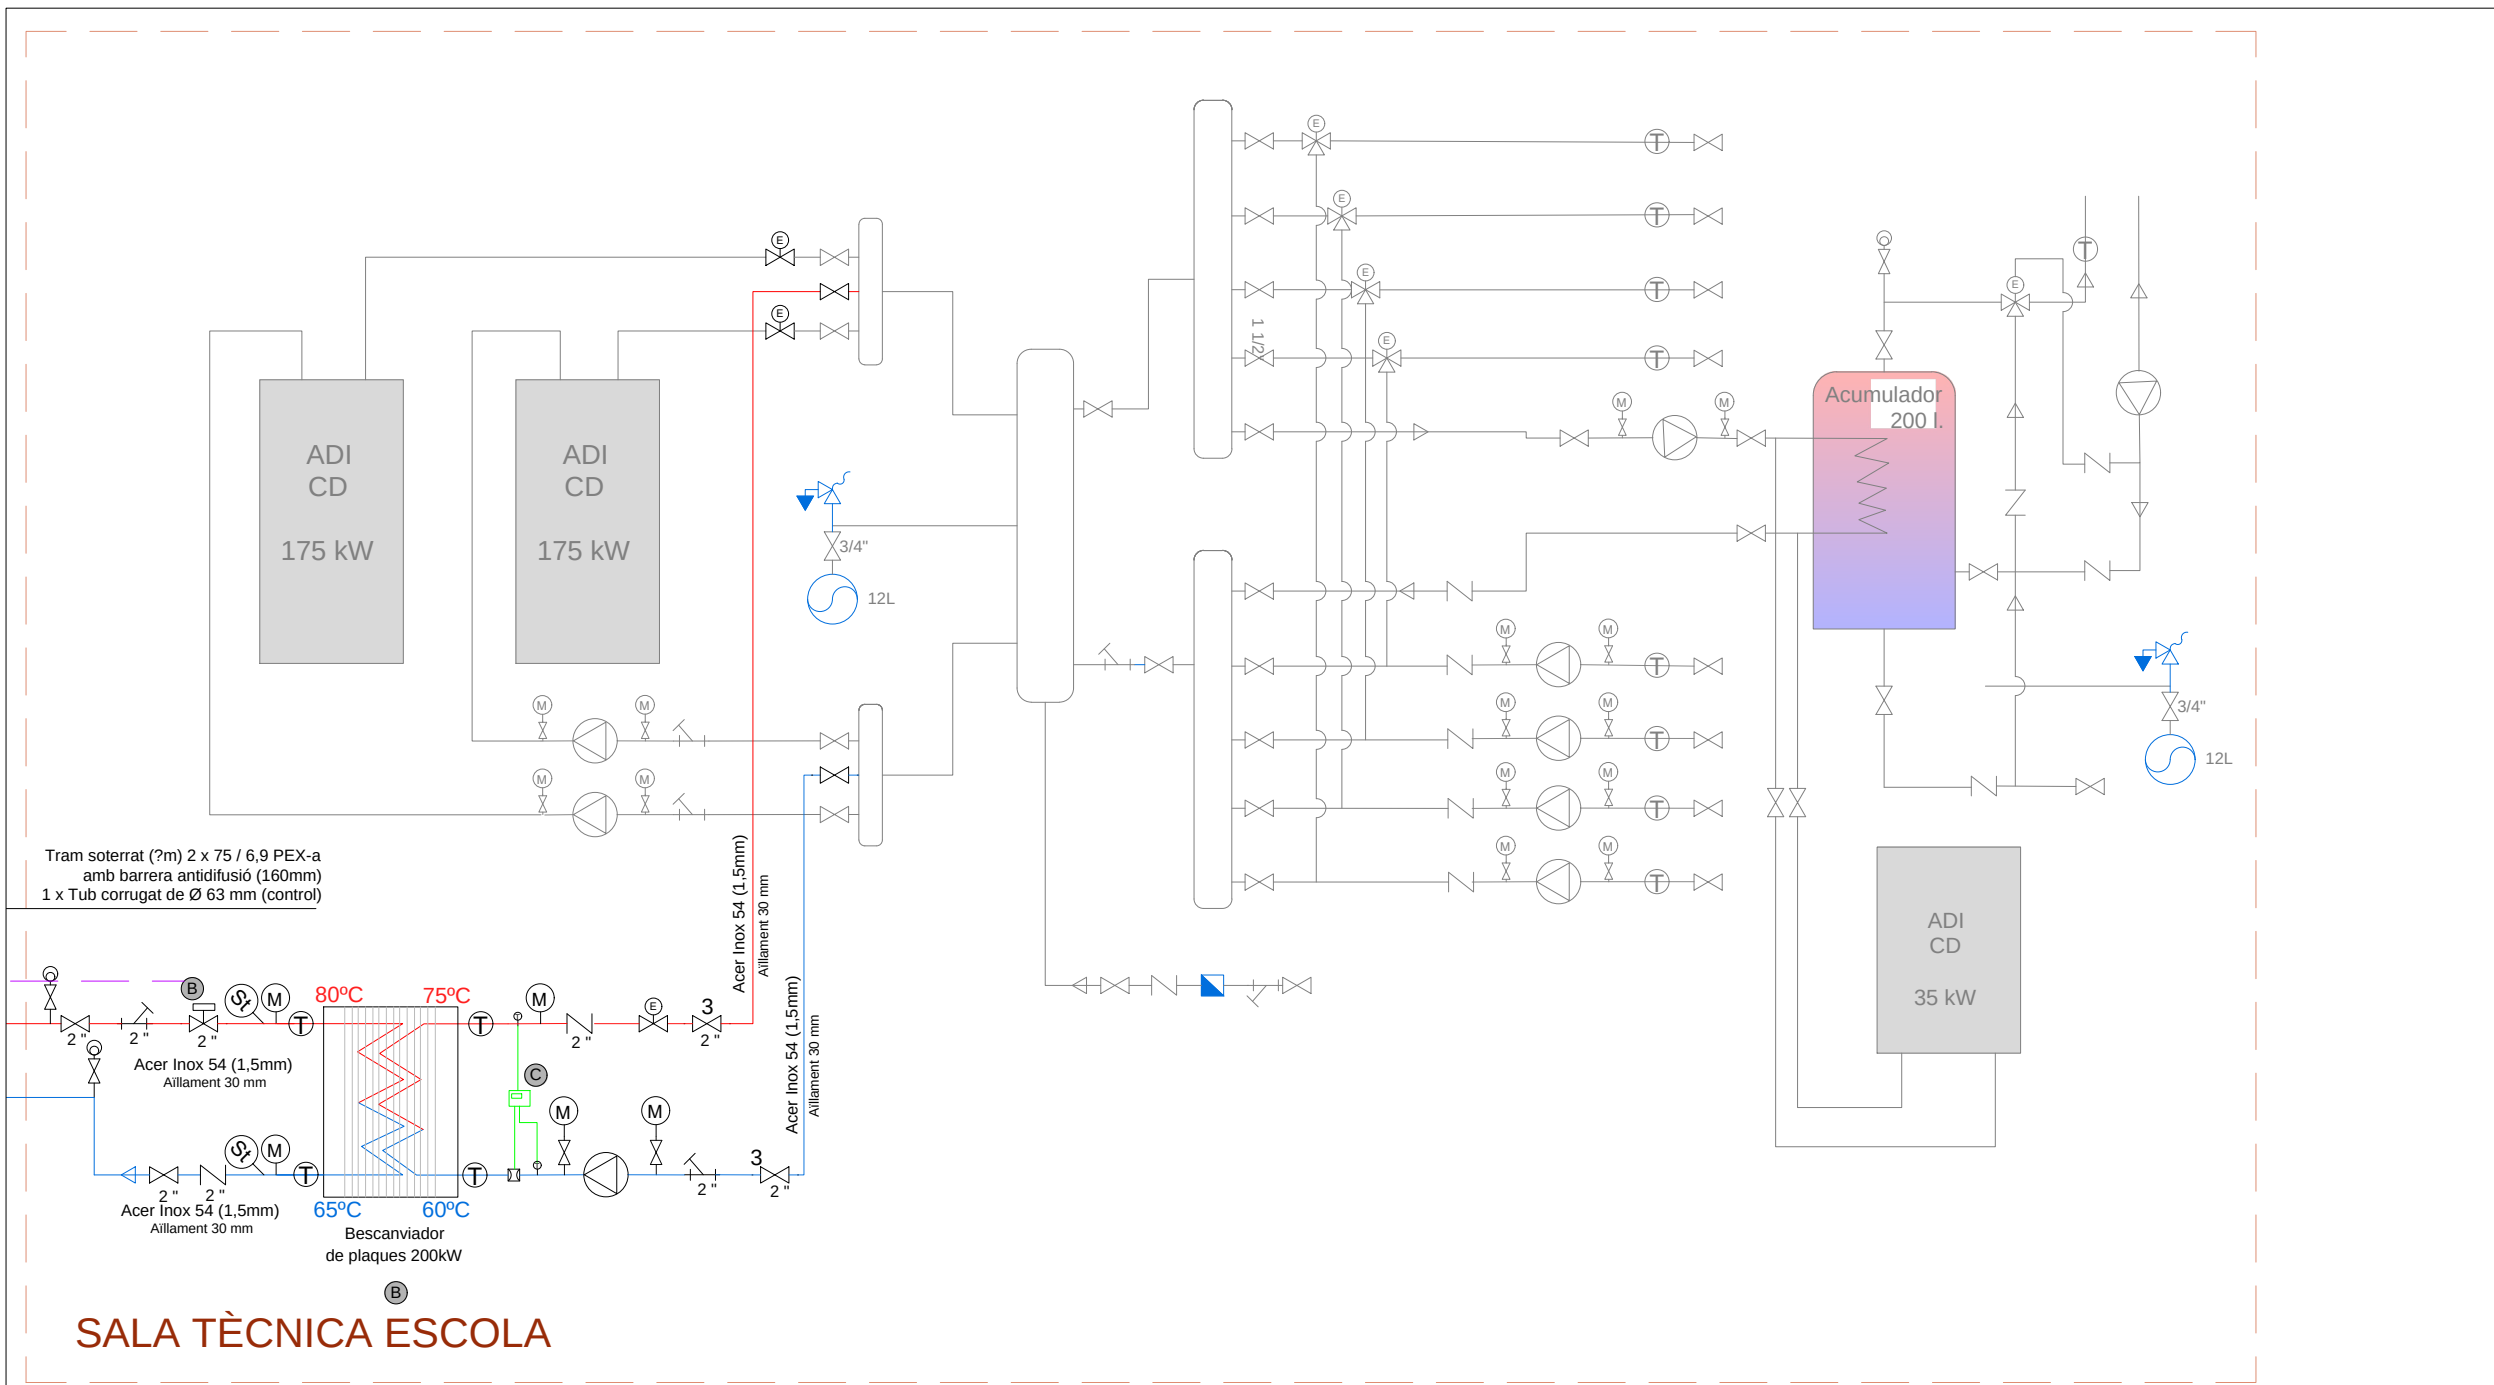 E
E
E
E
E
E
E
T
T
T
T
T
1 1/2"
M
M
Acumulador
200 l.
ADI
CD
175 kW
ADI
CD
175 kW
3/4"
12L
M
M
M
M
M
M
M
M
M
M
M
M
T
T
T
T
3/4"
12L
Tram soterrat (?m) 2 x 75 / 6,9 PEX-a
amb barrera antidifusió (160mm)
1 x Tub corrugat de Ø 63 mm (control)
Acer Inox 54 (1,5mm)
Aïllament 30 mm
Acer Inox 54 (1,5mm)
Aïllament 30 mm
ADI
CD
35 kW
B
St
M
T
80ºC
75ºC
T
M
E
3
2 "
2 "
2 "
2 "
2 "
Acer Inox 54 (1,5mm)
Aïllament 30 mm
C
M
M
St
M
T
T
3
2 "
2 "
2 "
2 "
Acer Inox 54 (1,5mm)
Aïllament 30 mm
65ºC
60ºC
Bescanviador
de plaques 200kW
B
SALA TÈCNICA ESCOLA